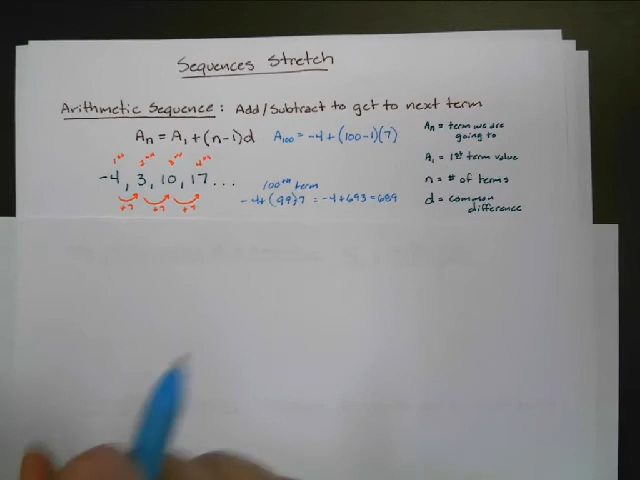 Sequences Stretch
Arithmetic Sequence: Add/Subtract to get to next term
An = A1 + (n-1)d
A100 = -4 + (100-1)(7)
1st 2nd 3rd 4th
-4, 3, 10, 17...
+7 +7 +7
100th term
-4 + (99)7 = -4 + 693 = 689
An = term we are
going to
A1 = 1st term value
n = # of terms
d = common
difference